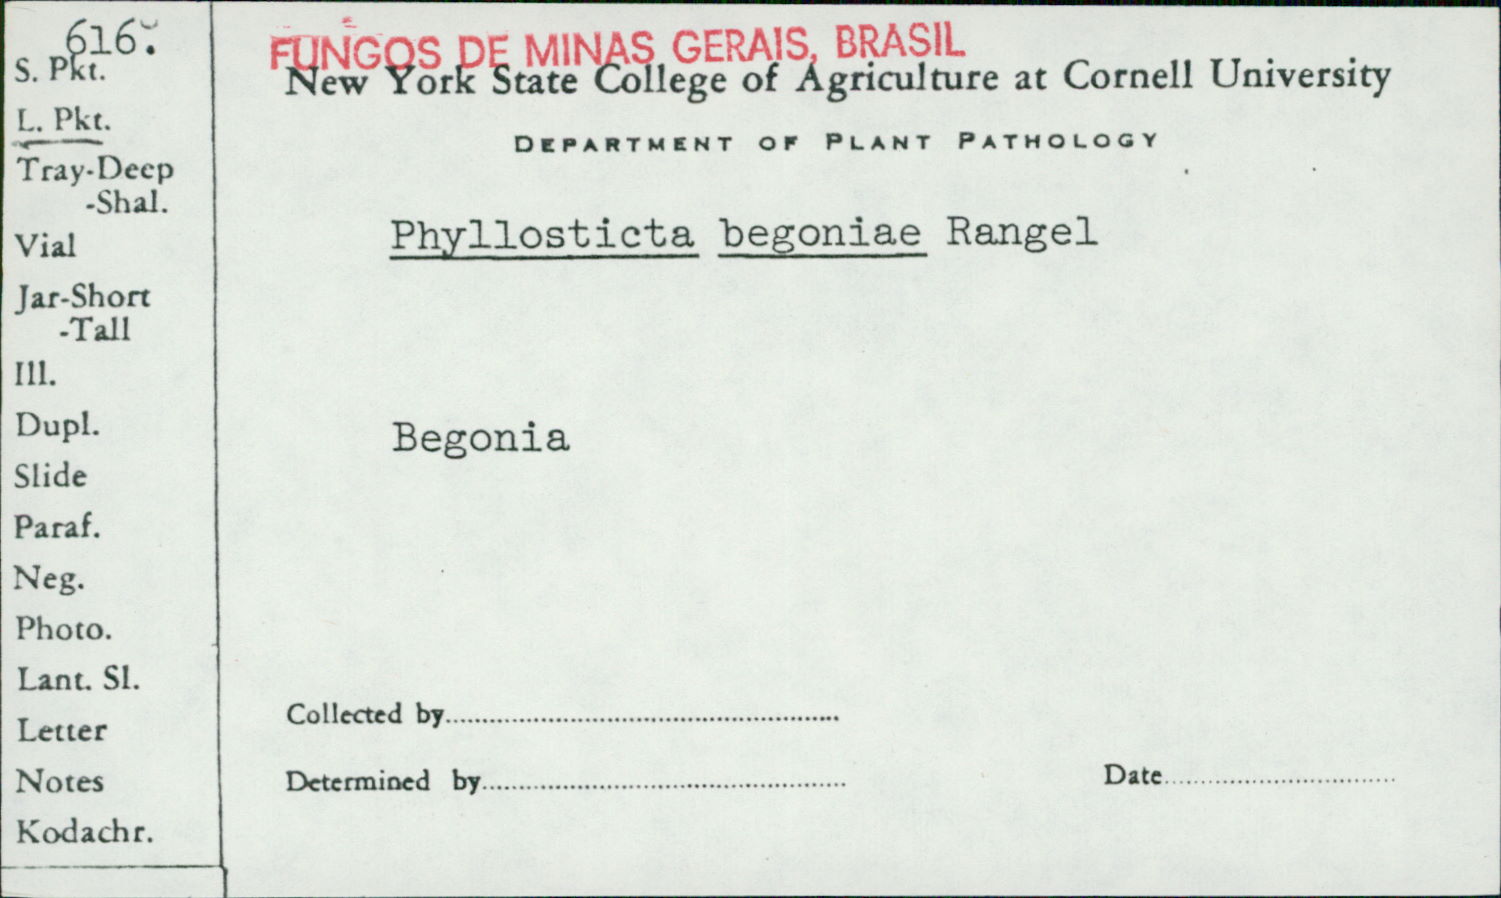 616.
S. Pkt.
L. Pkt.
Tray-Deep
-Shal.
Vial
Jar-Short
-Tall
Ill.
Dupl.
Slide
Paraf.
Neg.
Photo.
Lant. Sl.
Letter
Notes
Kodachr.
FUNGOS DE MINAS GERAIS, BRASIL
New York State College of Agriculture at Cornell University
DEPARTMENT OF PLANT PATHOLOGY
Phyllosticta begoniae Rangel
Begonia
Collected by
Determined by
Date